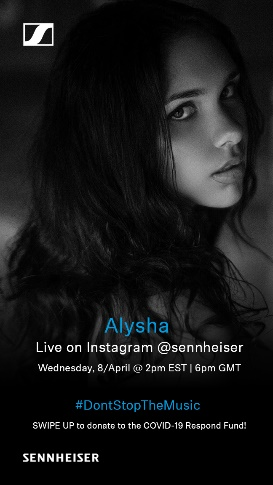 Alysha
Live on Instagram @sennheiser
Wednesday, 8/April @ 2pm EST | 6pm GMT
#DontStopTheMusic
SWIPE UP to donate to the COVID-19 Respond Fund!
SENNHEISER